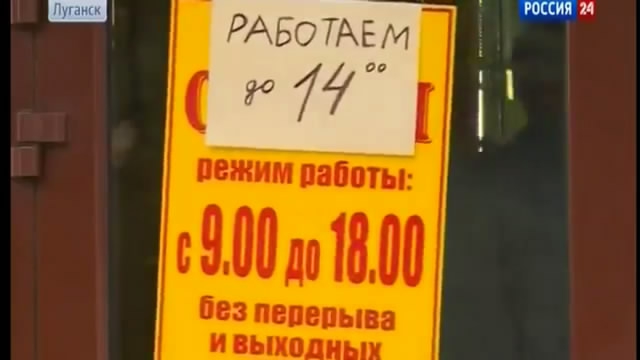 Луганск
РОССИЯ 24
РАБОТАЕМ
до 14⁰⁰
режим работы:
с 9.00 до 18.00
без перерыва
и выходных